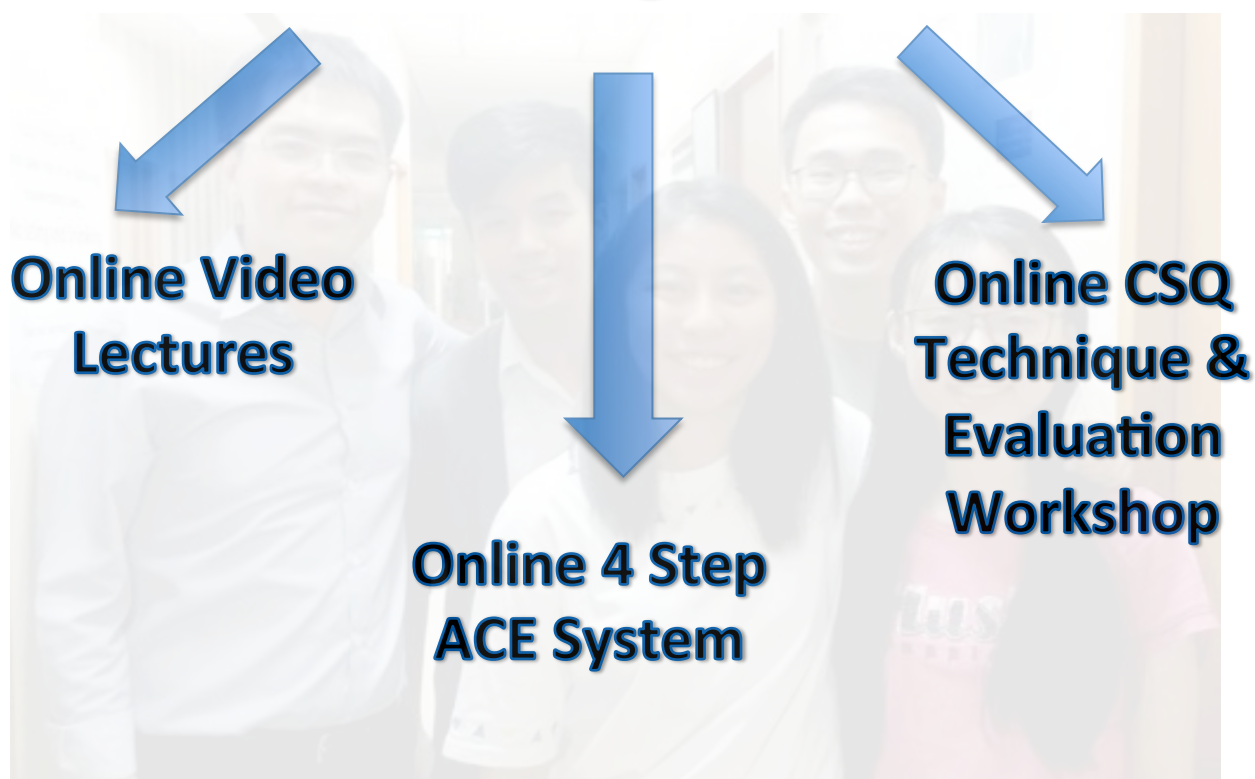 Online Video
Lectures
Online 4 Step
ACE System
Online CSQ
Technique &
Evaluation
Workshop